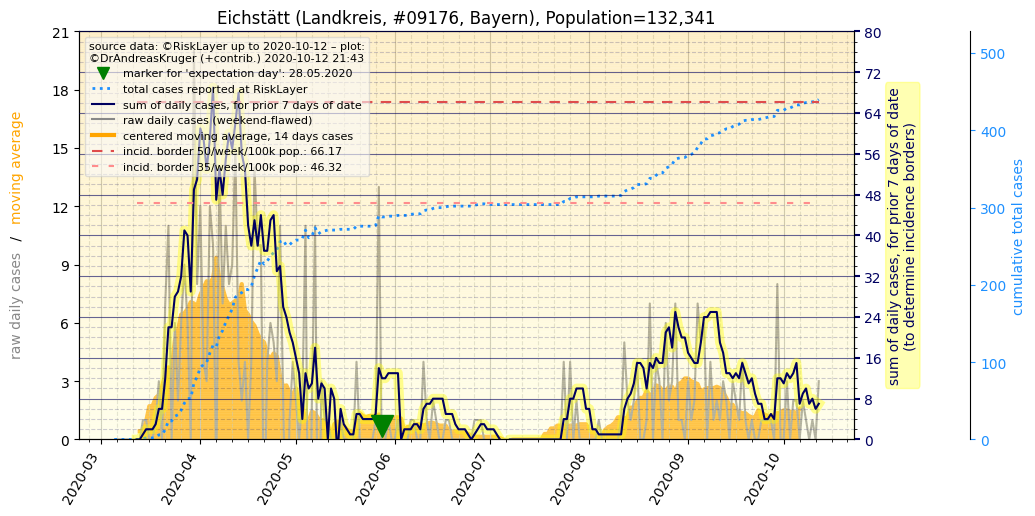 Eichstätt (Landkreis, #09176, Bayern), Population=132,341
source data: ©RiskLayer up to 2020-10-12 – plot:
©DrAndreasKruger (+contrib.) 2020-10-12 21:43
marker for 'expectation day': 28.05.2020
total cases reported at RiskLayer
sum of daily cases, for prior 7 days of date
raw daily cases (weekend-flawed)
centered moving average, 14 days cases
incid. border 50/week/100k pop.: 66.17
incid. border 35/week/100k pop.: 46.32
raw daily cases / moving average
21
18
15
12
9
6
3
0
80
72
64
56
48
40
32
24
16
8
0
sum of daily cases, for prior 7 days of date
(to determine incidence borders)
500
400
300
200
100
0
cumulative total cases
2020-03
2020-04
2020-05
2020-06
2020-07
2020-08
2020-09
2020-10